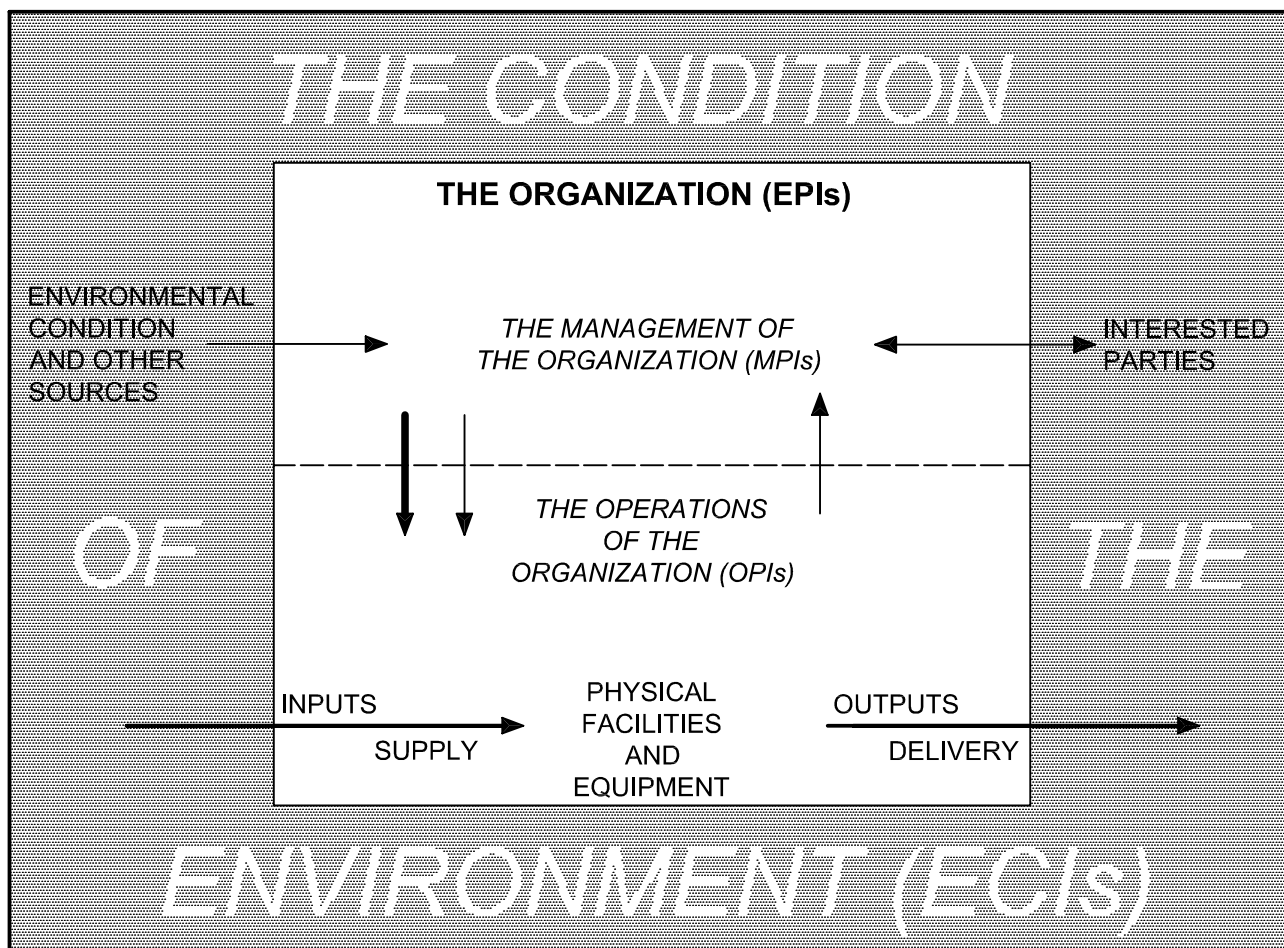 THE CONDITION
THE ORGANIZATION (EPIs)
ENVIRONMENTAL
CONDITION
AND OTHER
SOURCES
THE MANAGEMENT OF
THE ORGANIZATION (MPIs)
INTERESTED
PARTIES
OF
THE OPERATIONS
OF THE
ORGANIZATION (OPIs)
THE
INPUTS
SUPPLY
PHYSICAL
FACILITIES
AND
EQUIPMENT
OUTPUTS
DELIVERY
ENVIRONMENT (ECIs)